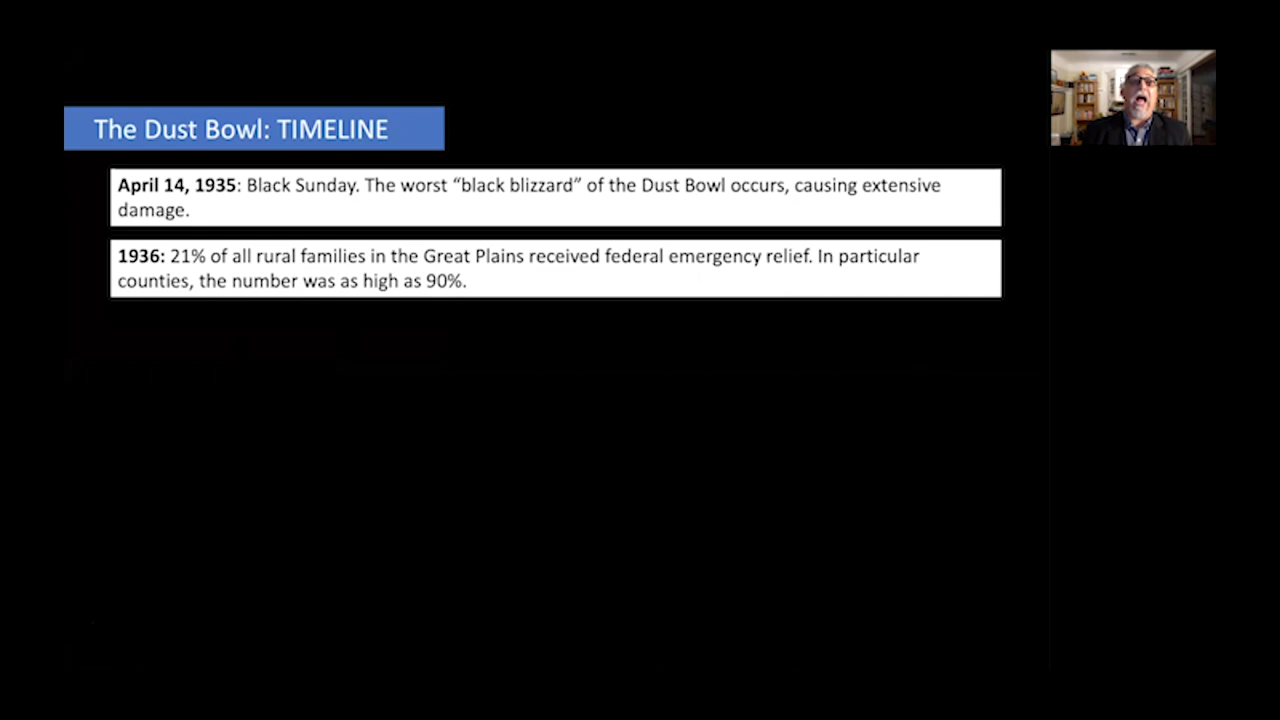 The Dust Bowl: TIMELINE
April 14, 1935: Black Sunday. The worst “black blizzard” of the Dust Bowl occurs, causing extensive
damage.
1936: 21% of all rural families in the Great Plains received federal emergency relief. In particular
counties, the number was as high as 90%.